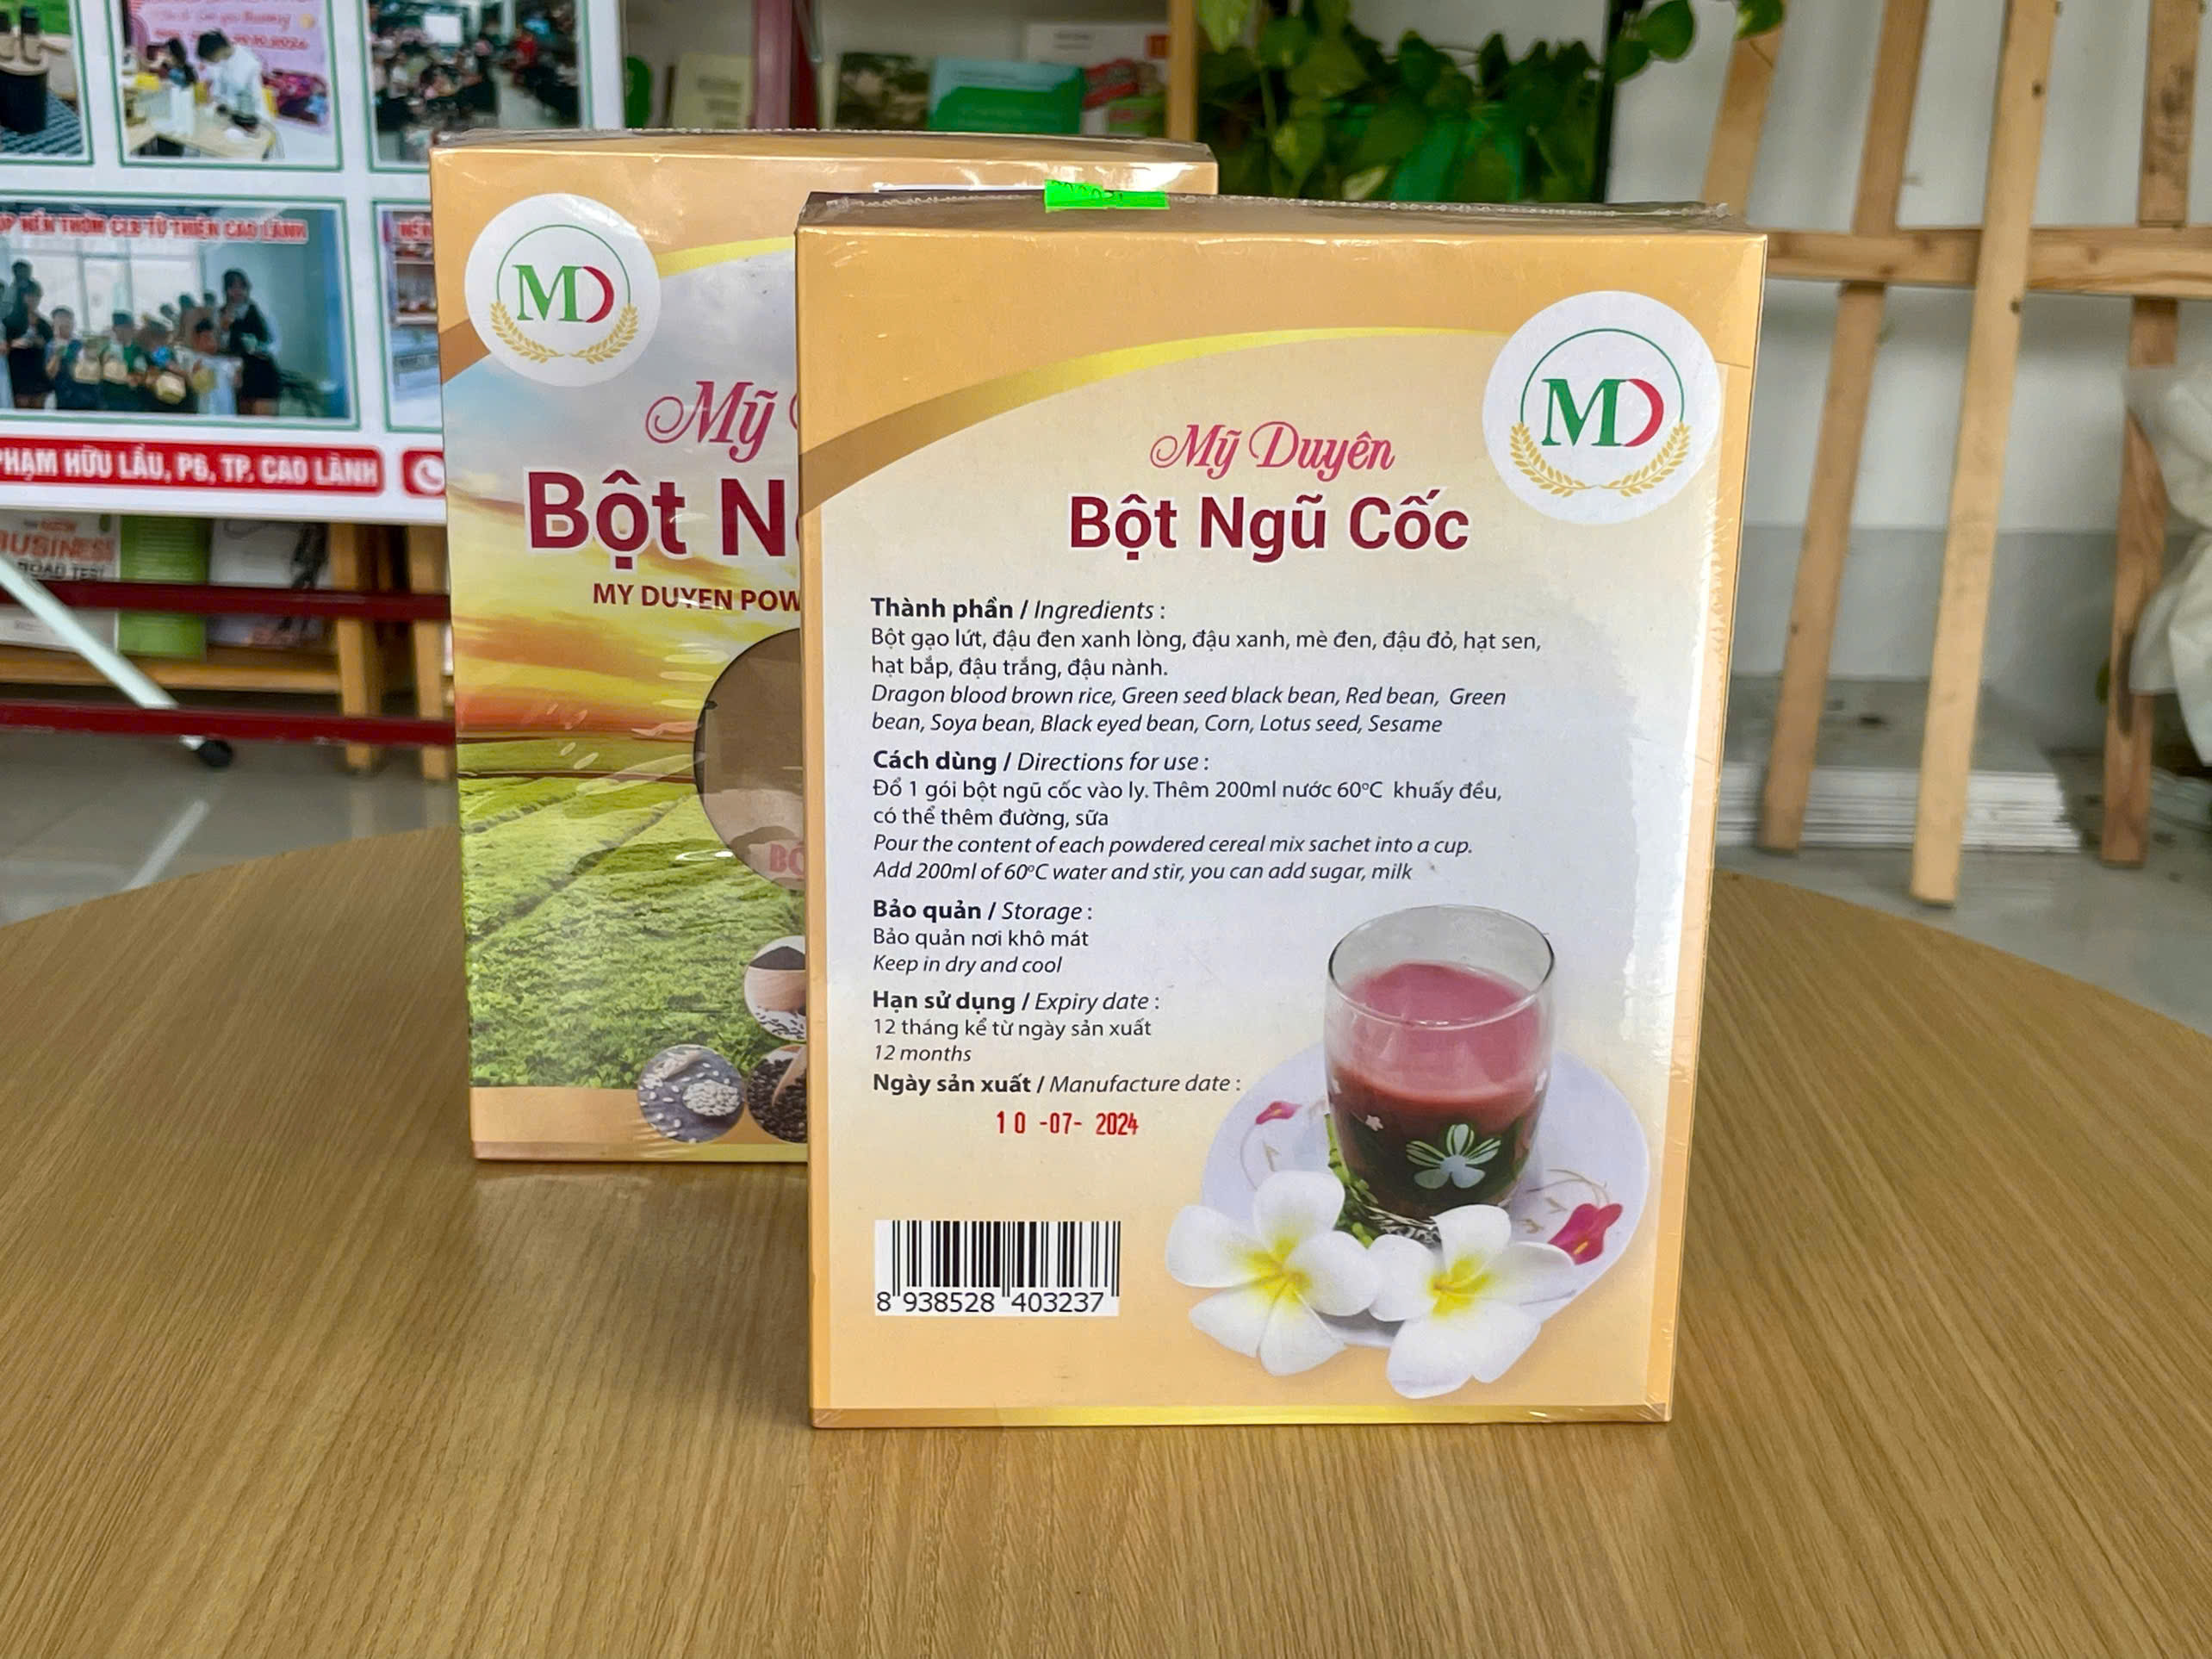 HẠM HỮU LẦU, P6, TP. CAO LÃNH
BUSINESS
ROAD TEST
MD
Mỹ
Bột N
MY DUYEN POW
MD
Mỹ Duyên
Bột Ngũ Cốc
Thành phần / Ingredients :
Bột gạo lứt, đậu đen xanh lòng, đậu xanh, mè đen, đậu đỏ, hạt sen,
hạt bắp, đậu trắng, đậu nành.
Dragon blood brown rice, Green seed black bean, Red bean, Green
bean, Soya bean, Black eyed bean, Corn, Lotus seed, Sesame
Cách dùng / Directions for use :
Đổ 1 gói bột ngũ cốc vào ly. Thêm 200ml nước 60ºC khuấy đều,
có thể thêm đường, sữa
Pour the content of each powdered cereal mix sachet into a cup.
Add 200ml of 60ºC water and stir, you can add sugar, milk
Bảo quản / Storage :
Bảo quản nơi khô mát
Keep in dry and cool
Hạn sử dụng / Expiry date :
12 tháng kể từ ngày sản xuất
12 months
Ngày sản xuất / Manufacture date :
10 -07- 2024
8 938528 403237